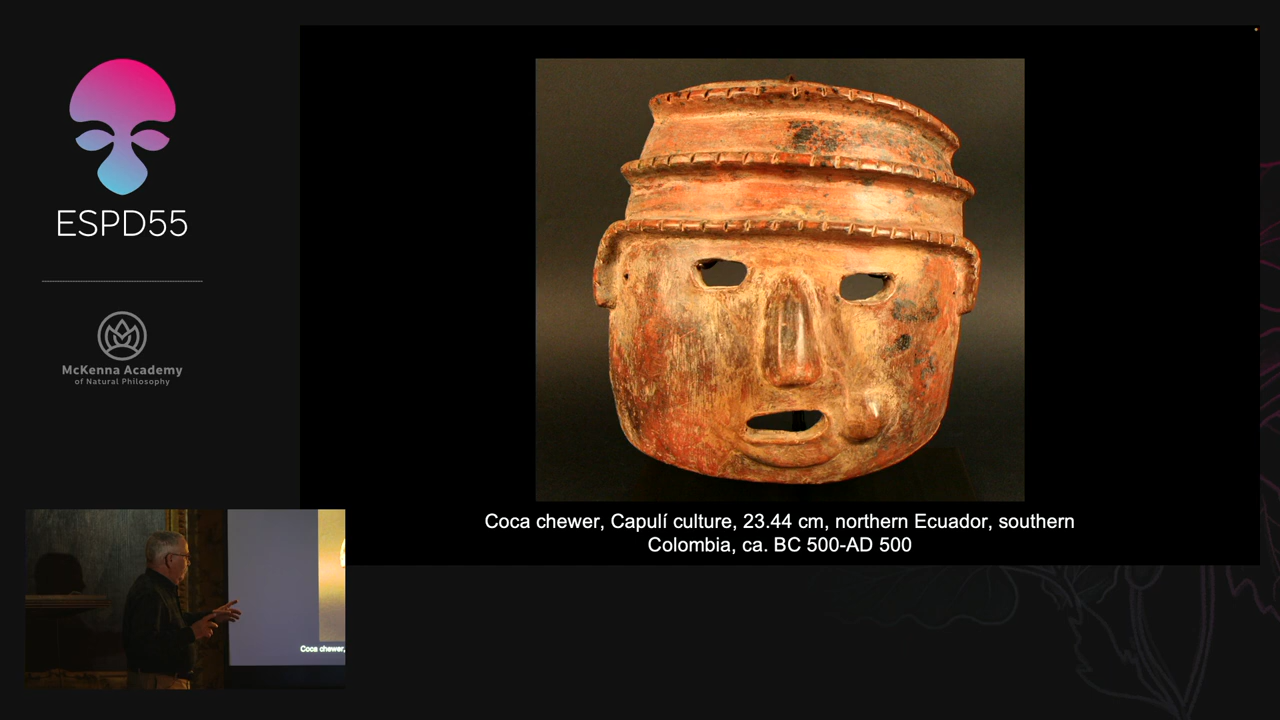 ESPD55
McKenna Academy
of Natural Philosophy
Coca chewer, Capulí culture, 23.44 cm, northern Ecuador, southern
Colombia, ca. BC 500-AD 500
Coca chewer,